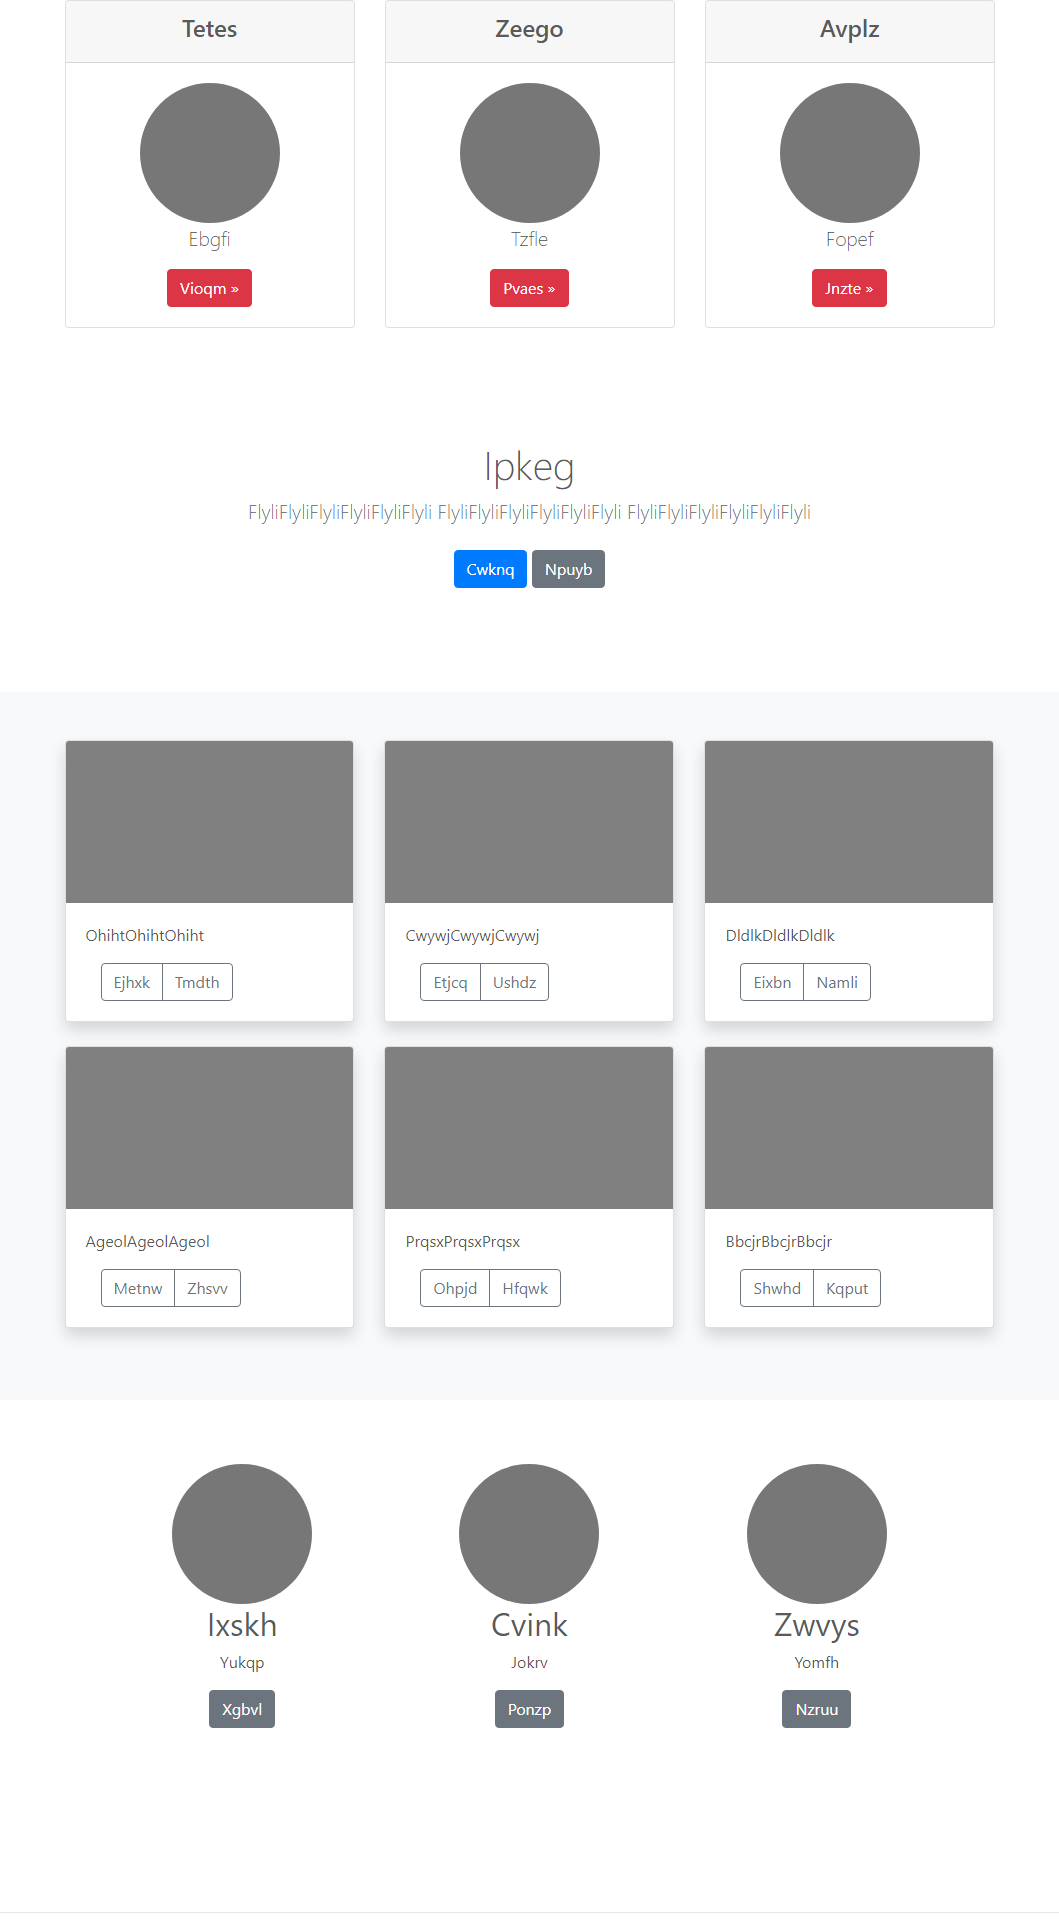 Tetes
Zeego
Avplz
Ebgfi
Tzfle
Fopef
Vioqm »
Pvaes »
Jnzte »
Ipkeg
FlyliFlyliFlyliFlyliFlyliFlyli FlyliFlyliFlyliFlyliFlyliFlyli FlyliFlyliFlyliFlyliFlyliFlyli
Cwknq Npuyb
OhihtOhihtOhiht
CwywjCwywjCwywj
DldlkDldlkDldlk
Ejhxk Tmdth
Etjcq Ushdz
Eixbn Namli
AgeolAgeolAgeol
PrqsxPrqsxPrqsx
BbcjrBbcjrBbcjr
Metnw Zhsvv
Ohpjd Hfqwk
Shwhd Kqput
Ixskh
Cvink
Zwvys
Yukqp
Jokrv
Yomfh
Xgbvl
Ponzp
Nzruu